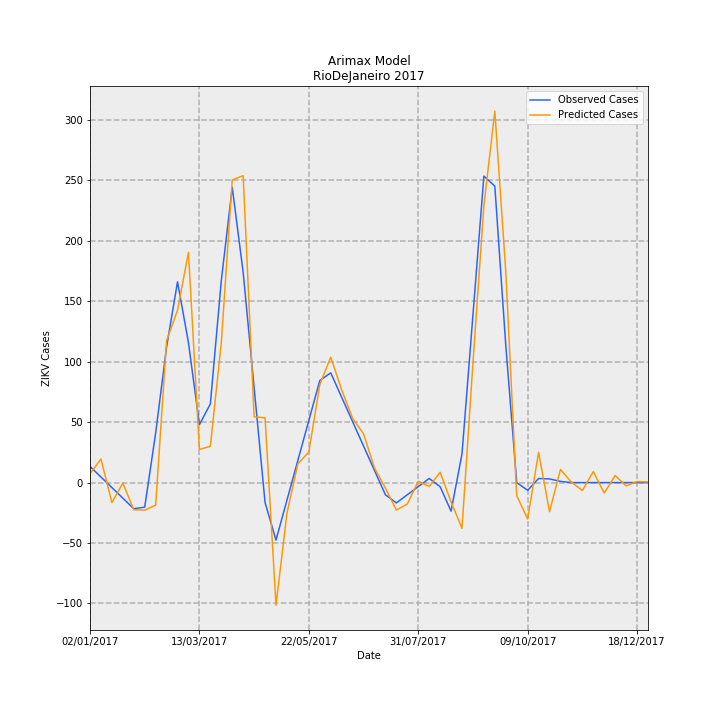 Arimax Model
RioDeJaneiro 2017
Observed Cases
Predicted Cases
300
250
200
150
100
50
0
−50
−100
ZIKV Cases
02/01/2017 13/03/2017 22/05/2017 31/07/2017 09/10/2017 18/12/2017
Date